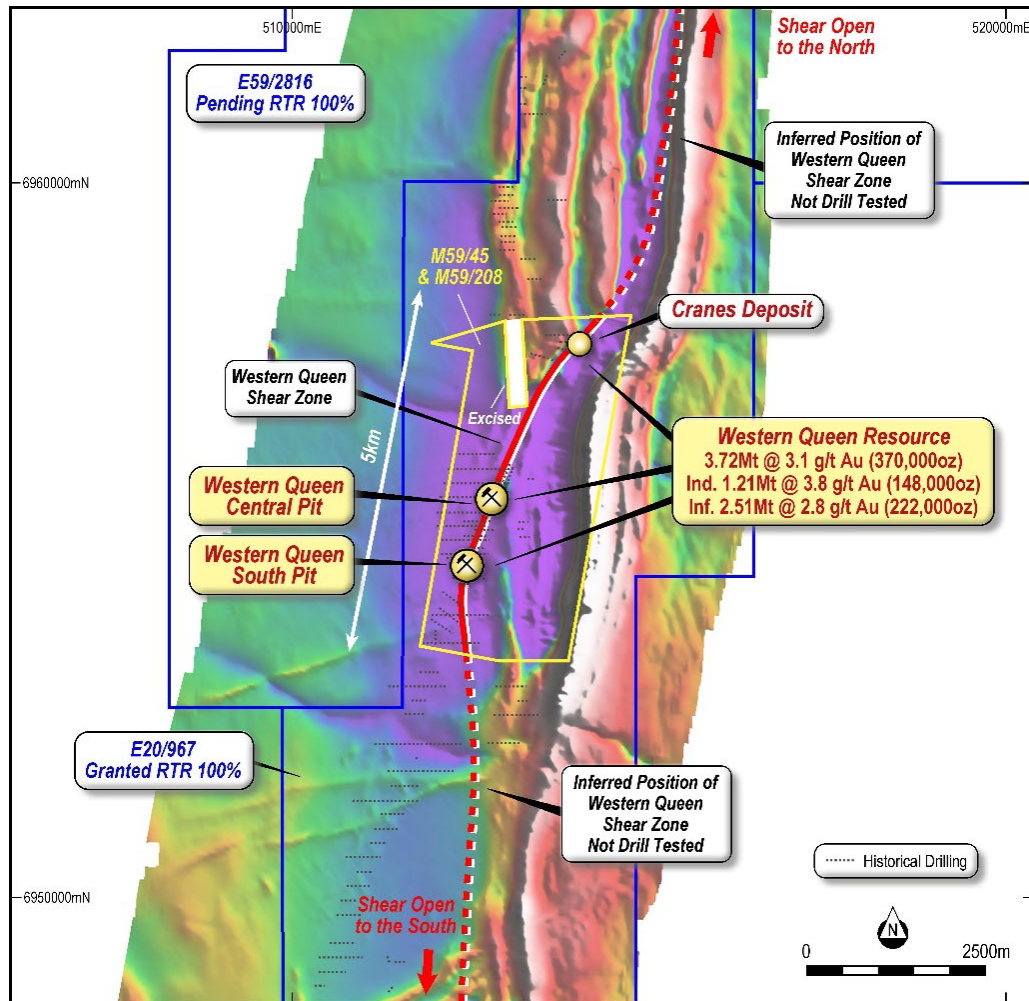 510000mE
520000mE
Shear Open
to the North
E59/2816
Pending RTR 100%
Inferred Position of
Western Queen
Shear Zone
Not Drill Tested
6960000mN
M59/45
& M59/208
Cranes Deposit
Western Queen
Shear Zone
Excised
5km
Western Queen Resource
3.72Mt @ 3.1 g/t Au (370,000oz)
Ind. 1.21Mt @ 3.8 g/t Au (148,000oz)
Inf. 2.51Mt @ 2.8 g/t Au (222,000oz)
Western Queen
Central Pit
Western Queen
South Pit
E20/967
Granted RTR 100%
Inferred Position of
Western Queen
Shear Zone
Not Drill Tested
Historical Drilling
6950000mN
Shear Open
to the South
N
0 2500m